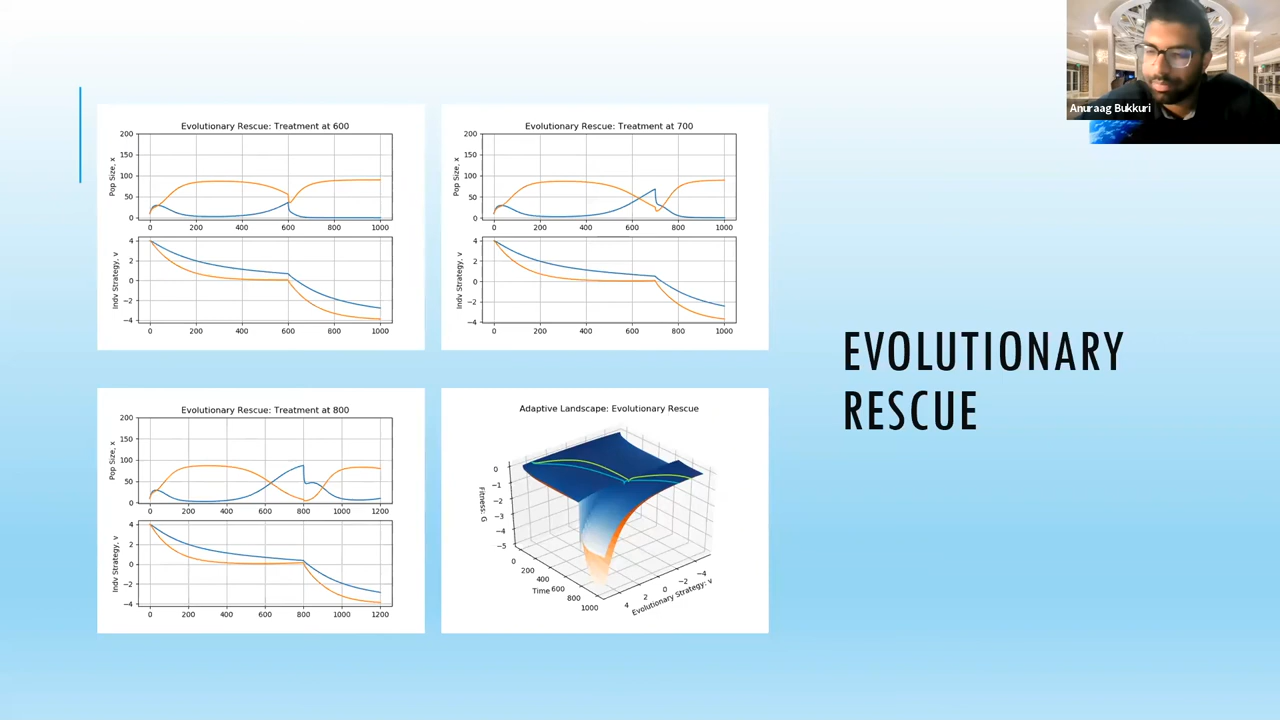 Anuraag Bukkuri
Evolutionary Rescue: Treatment at 600
Pop Size, x
200
150
100
50
0
0 200 400 600 800 1000
Indv Strategy, v
4
2
0
−2
−4
0 200 400 600 800 1000
Evolutionary Rescue: Treatment at 700
Pop Size, x
200
150
100
50
0
0 200 400 600 800 1000
Indv Strategy, v
4
2
0
−2
−4
0 200 400 600 800 1000
EVOLUTIONARY
RESCUE
Evolutionary Rescue: Treatment at 800
Pop Size, x
200
150
100
50
0
0 200 400 600 800 1000 1200
Indv Strategy, v
4
2
0
−2
−4
0 200 400 600 800 1000 1200
Adaptive Landscape: Evolutionary Rescue
Fitness: G
0
−1
−2
−3
−4
−5
0
200
400
600
800
1000
Time
4
2
0
−2
−4
Evolutionary Strategy: v